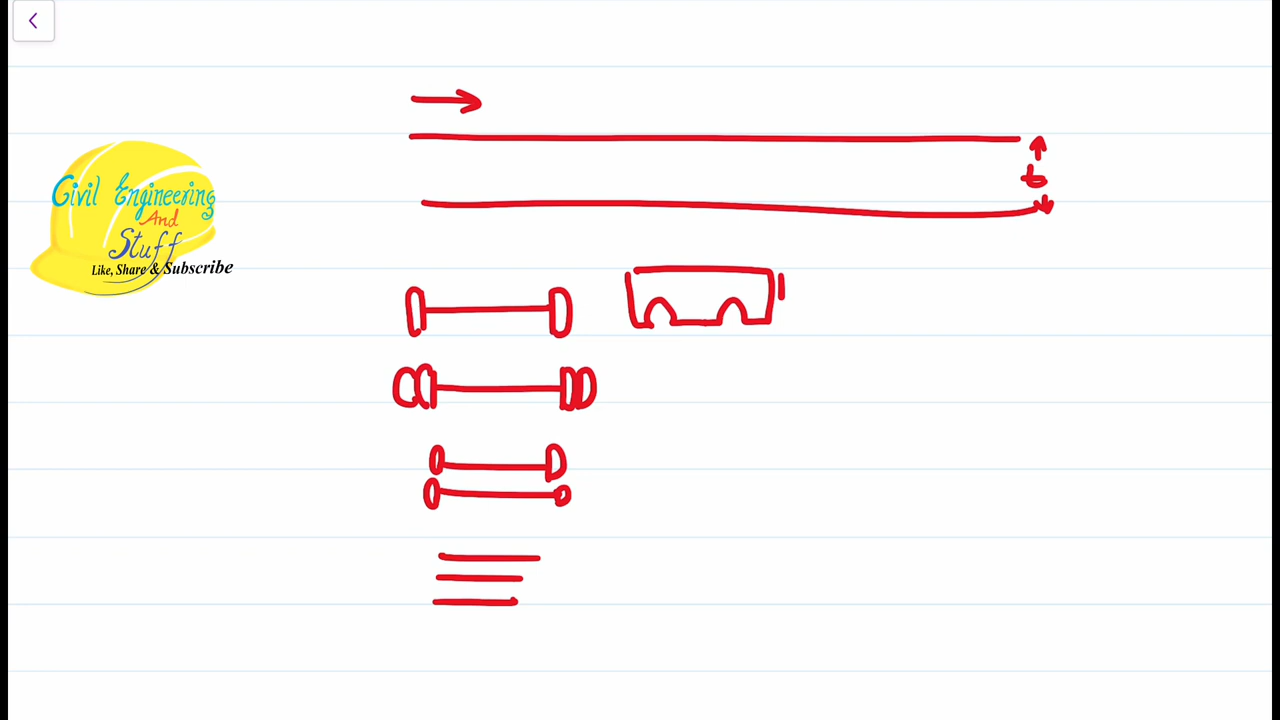 t
Civil Engineering
And
Stuff
Like, Share & Subscribe